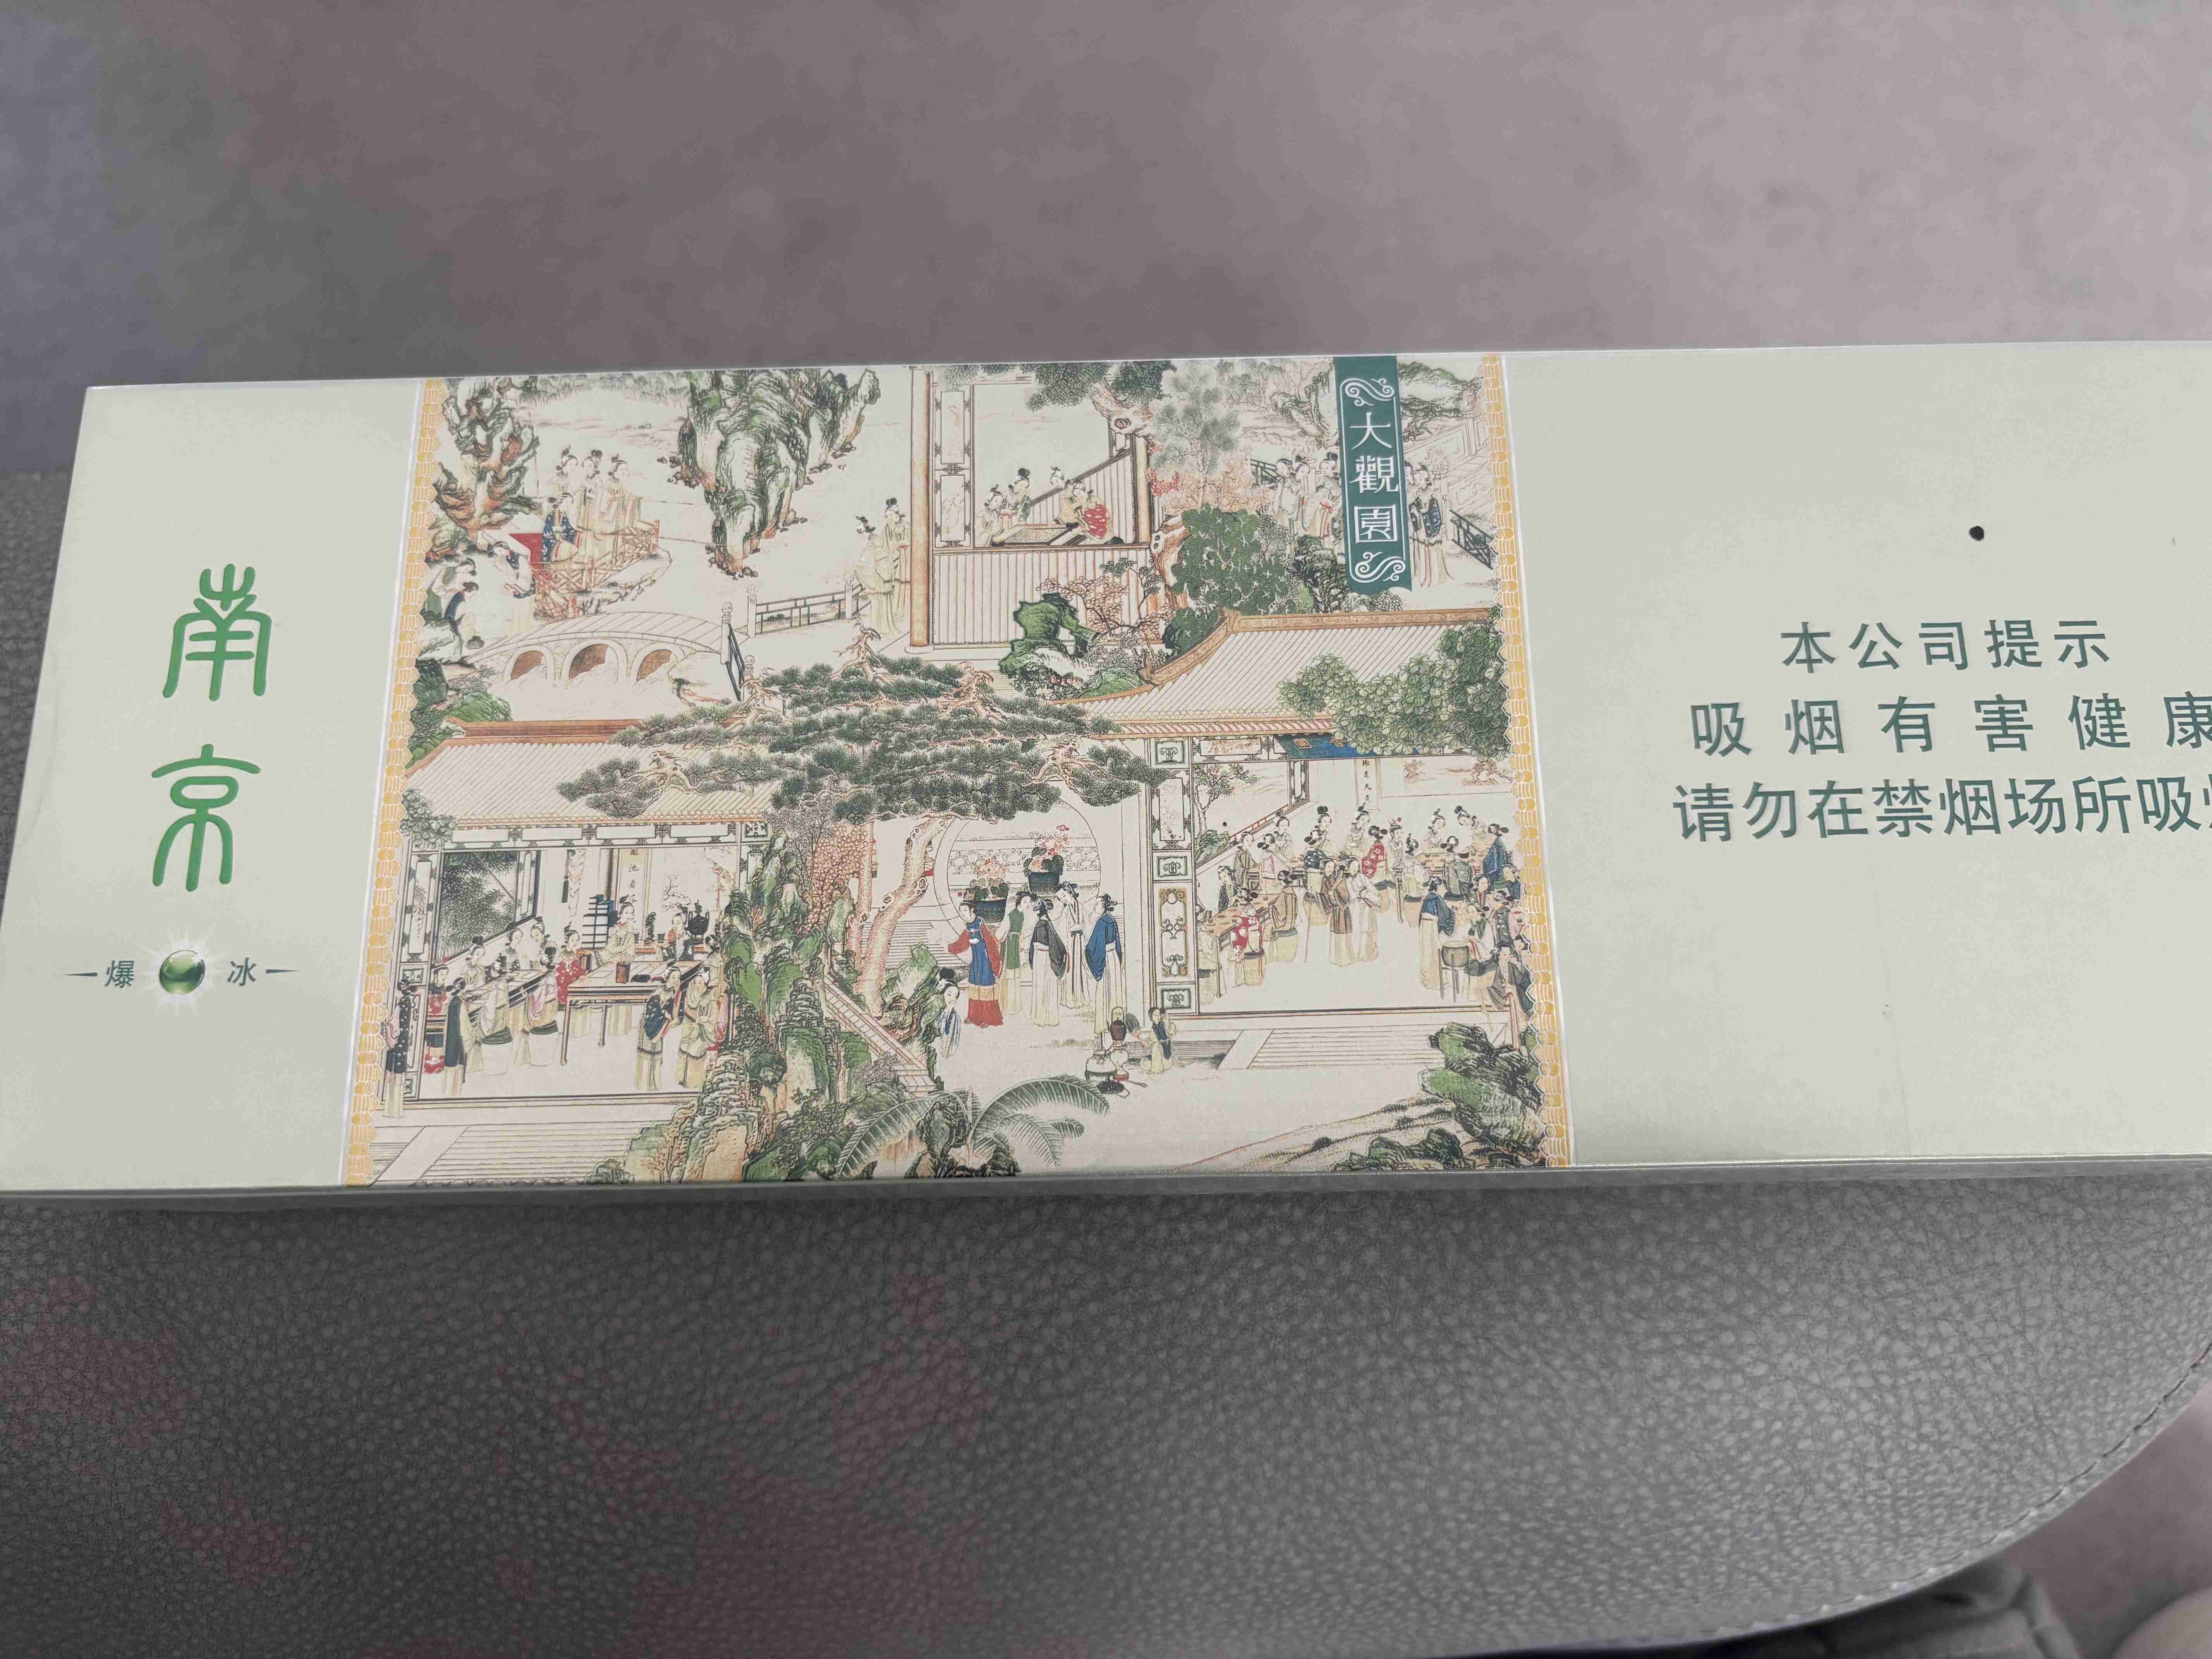 南京
爆 冰
大觀園
本公司提示
吸烟有害健康
请勿在禁烟场所吸